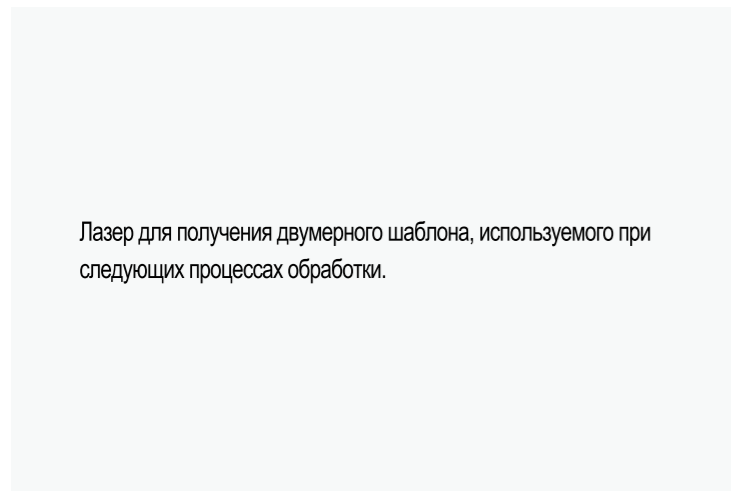 Лазер для получения двумерного шаблона, используемого при
следующих процессах обработки.